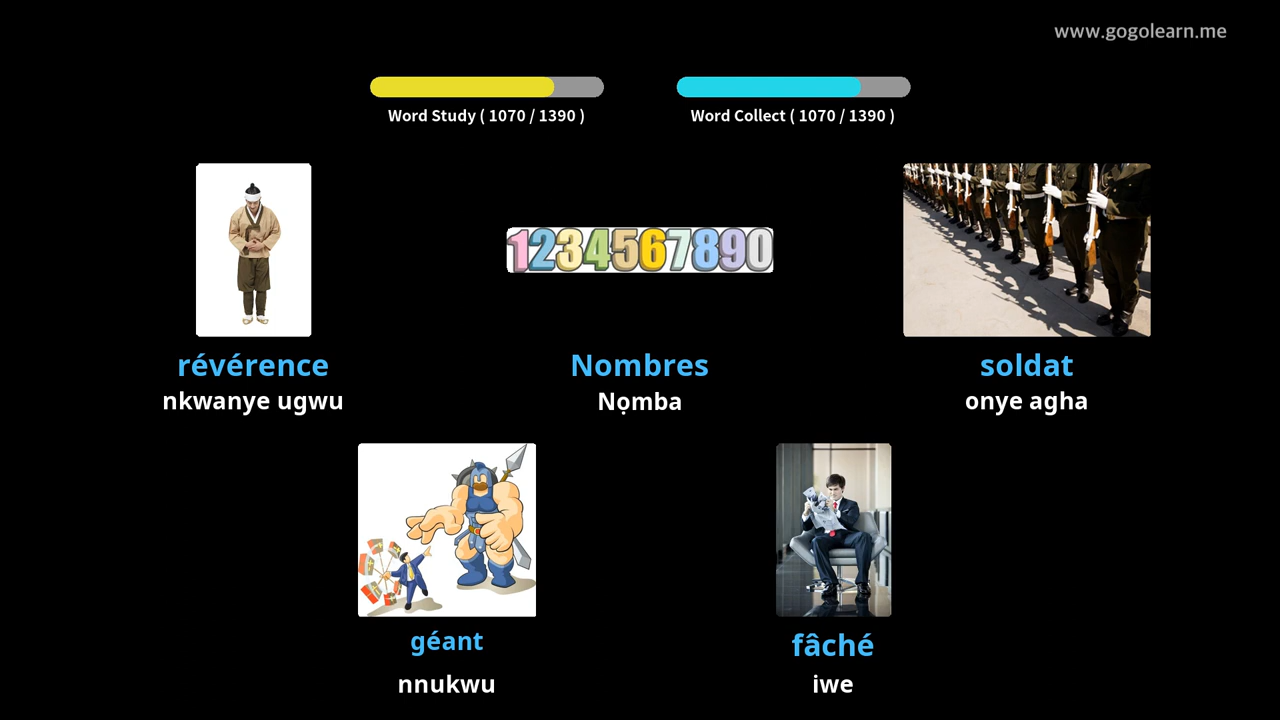 www.gogolearn.me
Word Study ( 1070 / 1390 )
Word Collect ( 1070 / 1390 )
1234567890
révérence
nkwanye ugwu
Nombres
Nọmba
soldat
onye agha
géant
nnukwu
fâché
iwe